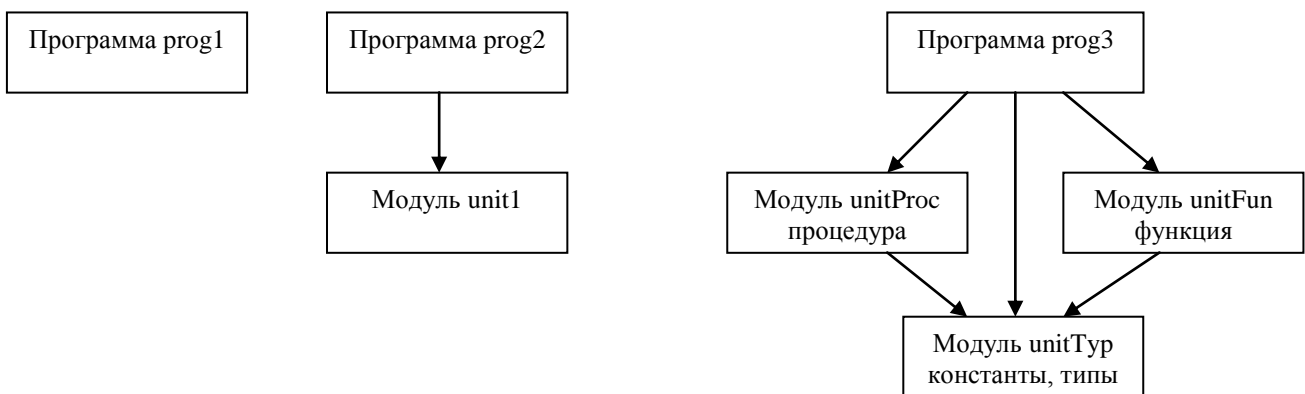 Программа prog1
Программа prog2
Программа prog3
Модуль unit1
Модуль unitProc
процедура
Модуль unitFun
функция
Модуль unitTyp
константы, типы